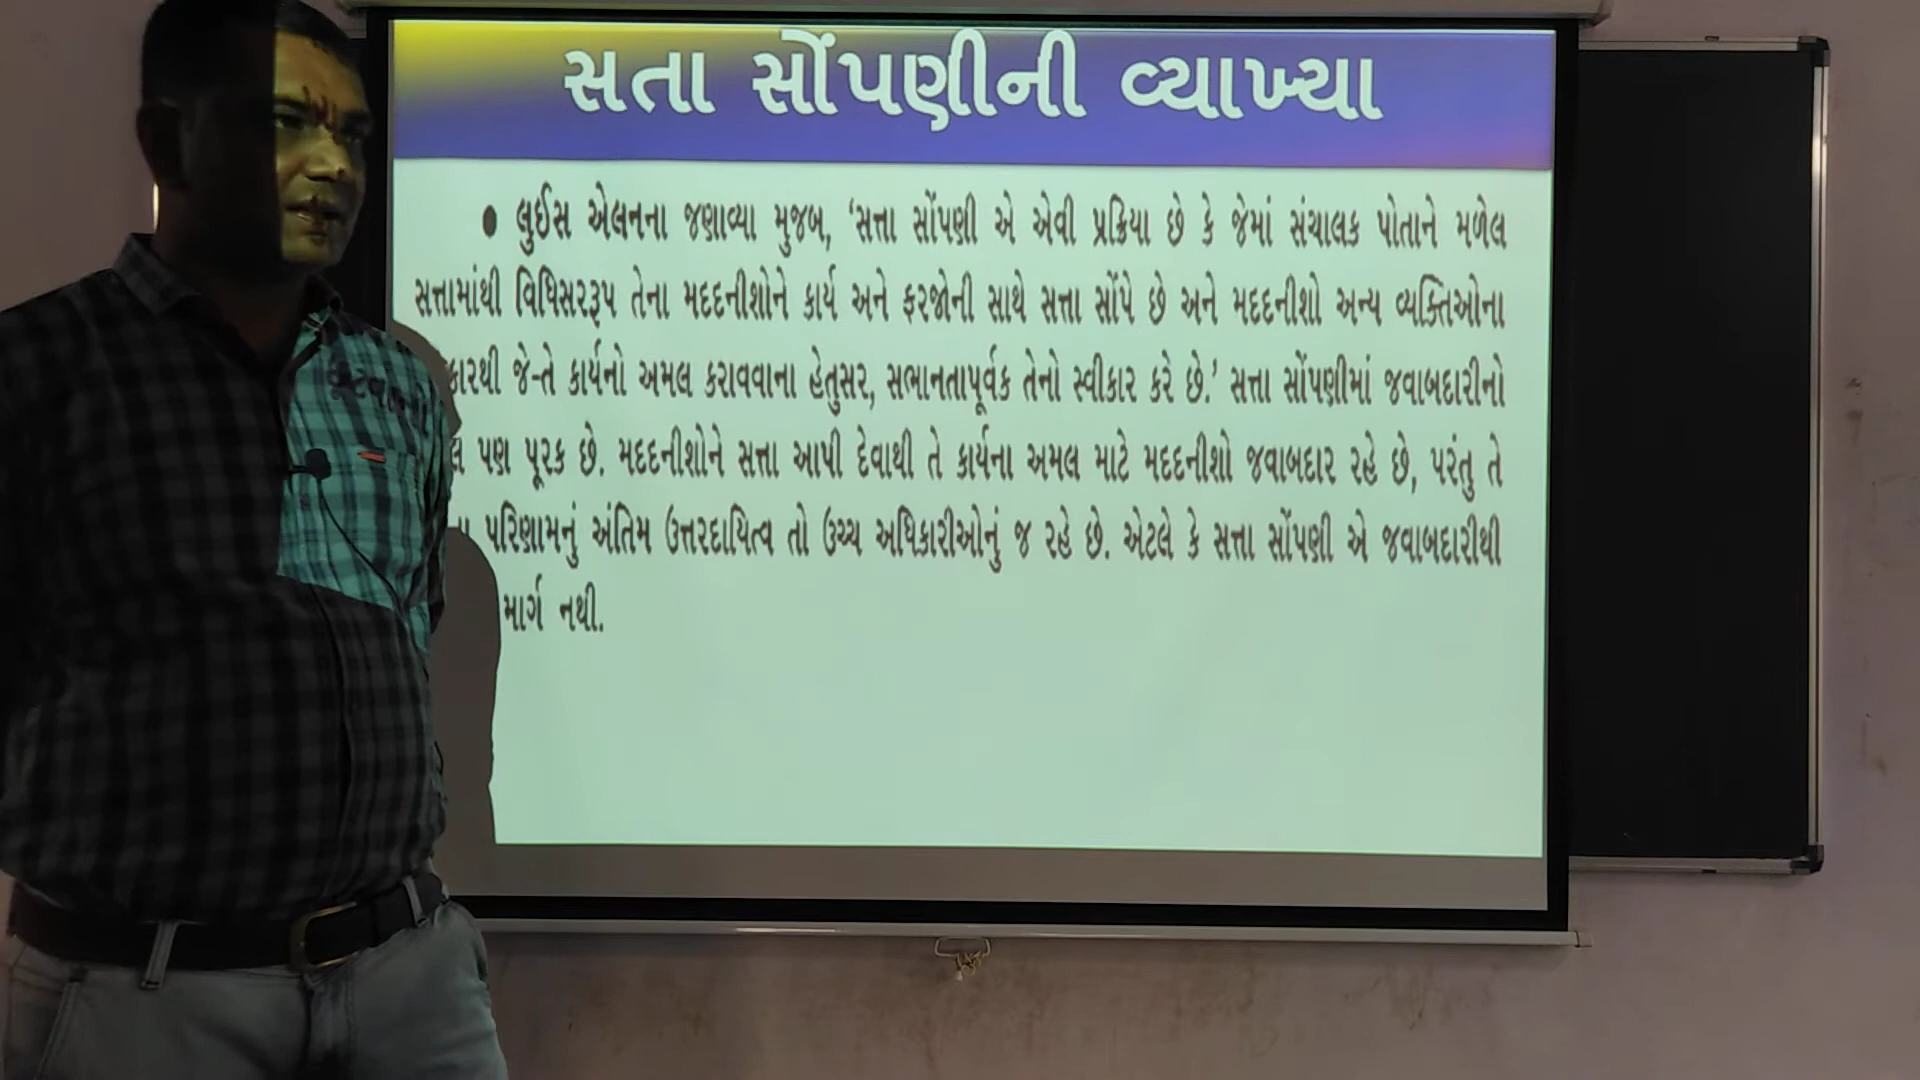 સતા સોંપણીની વ્યાખ્યા
● લુઈસ એલનના જણાવ્યા મુજબ, ‘સત્તા સોંપણી એ એવી પ્રક્રિયા છે કે જેમાં સંચાલક પોતાને મળેલ
સત્તામાંથી વિધિસરરૂપ તેના મદદનીશોને કાર્ય અને ફરજોની સાથે સત્તા સોંપે છે અને મદદનીશો અન્ય વ્યક્તિઓના
જે-તે કાર્યનો અમલ કરાવવાના હેતુસર, સભાનતાપૂર્વક તેનો સ્વીકાર કરે છે.’ સત્તા સોંપણીમાં જવાબદારીનો
પણ પૂરક છે. મદદનીશોને સત્તા આપી દેવાથી તે કાર્યના અમલ માટે મદદનીશો જવાબદાર રહે છે, પરંતુ તે
પરિણામનું અંતિમ ઉત્તરદાયિત્વ તો ઉચ્ચ અધિકારીઓનું જ રહે છે. એટલે કે સત્તા સોંપણી એ જવાબદારીથી
માર્ગ નથી.